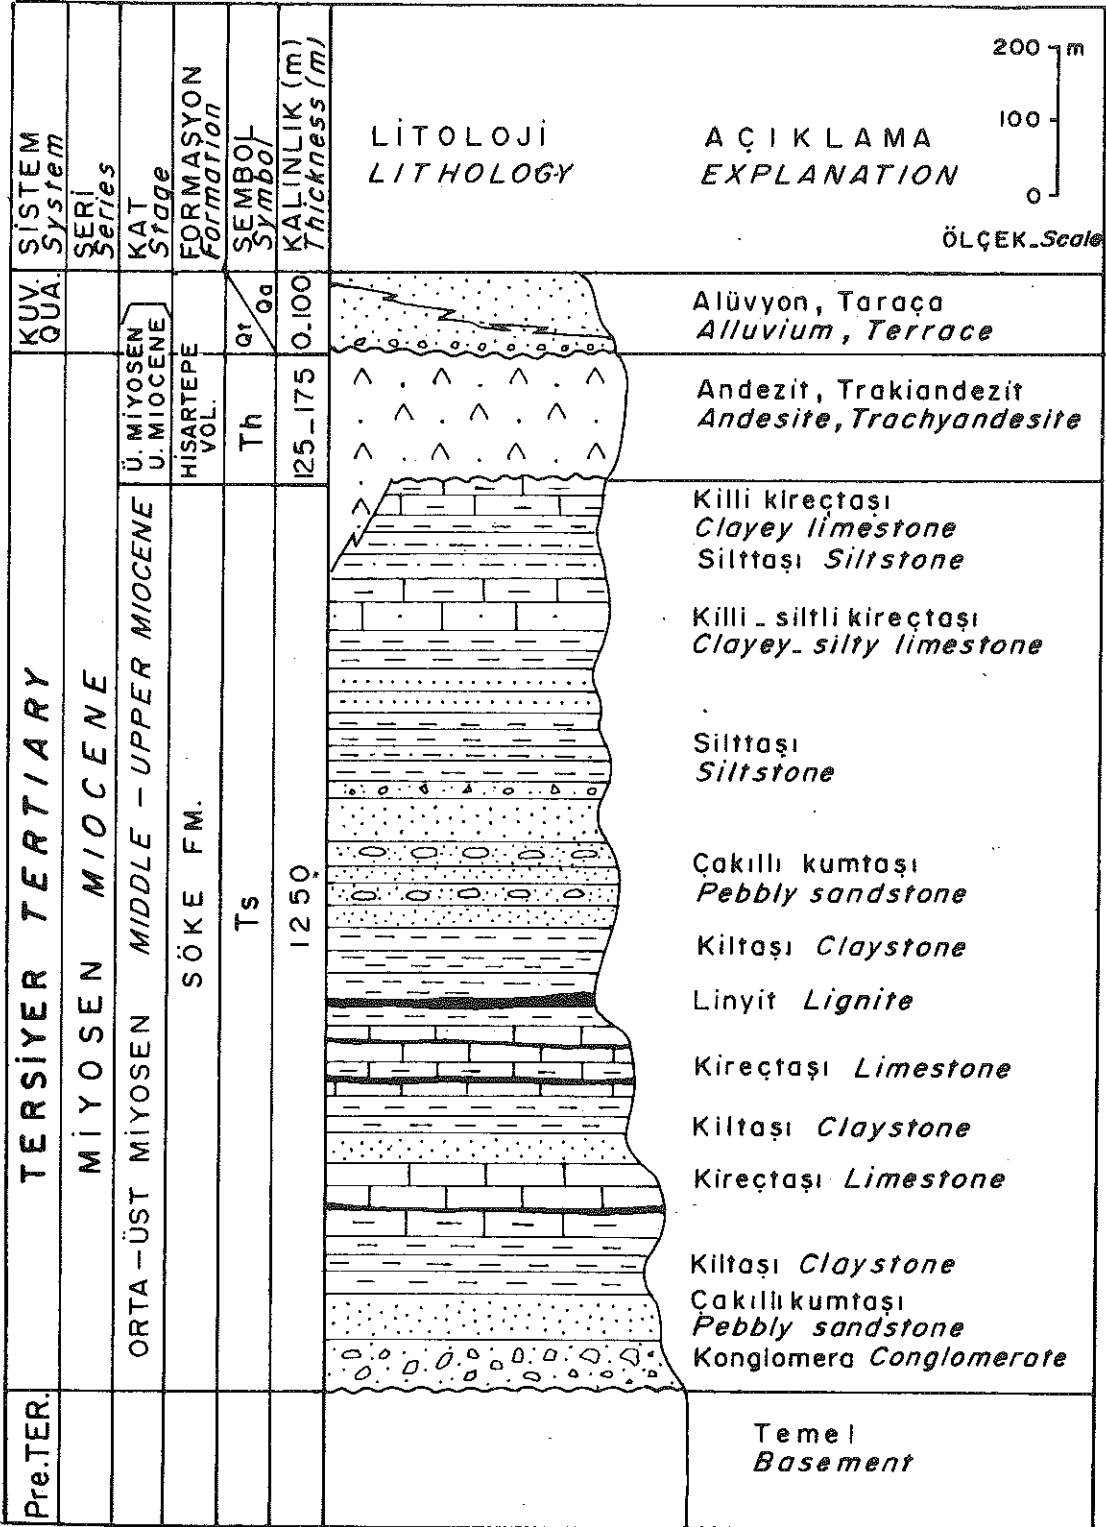 SİSTEM
System
SERİ
Series
KAT
Stage
FORMASYON
Formation
SEMBOL
Symbol
KALINLIK (m)
Thickness (m)
LİTOLOJİ
LITHOLOGY
AÇIKLAMA
EXPLANATION
200 m
100
0
ÖLÇEK_Scale
KUV.
QUA.
Qt
Qa
0_100
Alüvyon, Taraça
Alluvium, Terrace
Ü. MİYOSEN
U. MIOCENE
HİSARTEPE
VOL.
Th
125_175
Andezit, Trakiandezit
Andesite, Trachyandesite
TERSİYER TERTIARY
MİYOSEN MIOCENE
ORTA-ÜST MİYOSEN MIDDLE - UPPER MIOCENE
SÖKE FM.
Ts
1250
Killi kireçtaşı
Clayey limestone
Silttaşı Siltstone
Killi_siltli kireçtaşı
Clayey_silty limestone
Silttaşı
Siltstone
Çakıllı kumtaşı
Pebbly sandstone
Kiltaşı Claystone
Linyit Lignite
Kireçtaşı Limestone
Kiltaşı Claystone
Kireçtaşı Limestone
Kiltaşı Claystone
Çakıllı kumtaşı
Pebbly sandstone
Konglomera Conglomerate
Pre.TER.
Temel
Basement